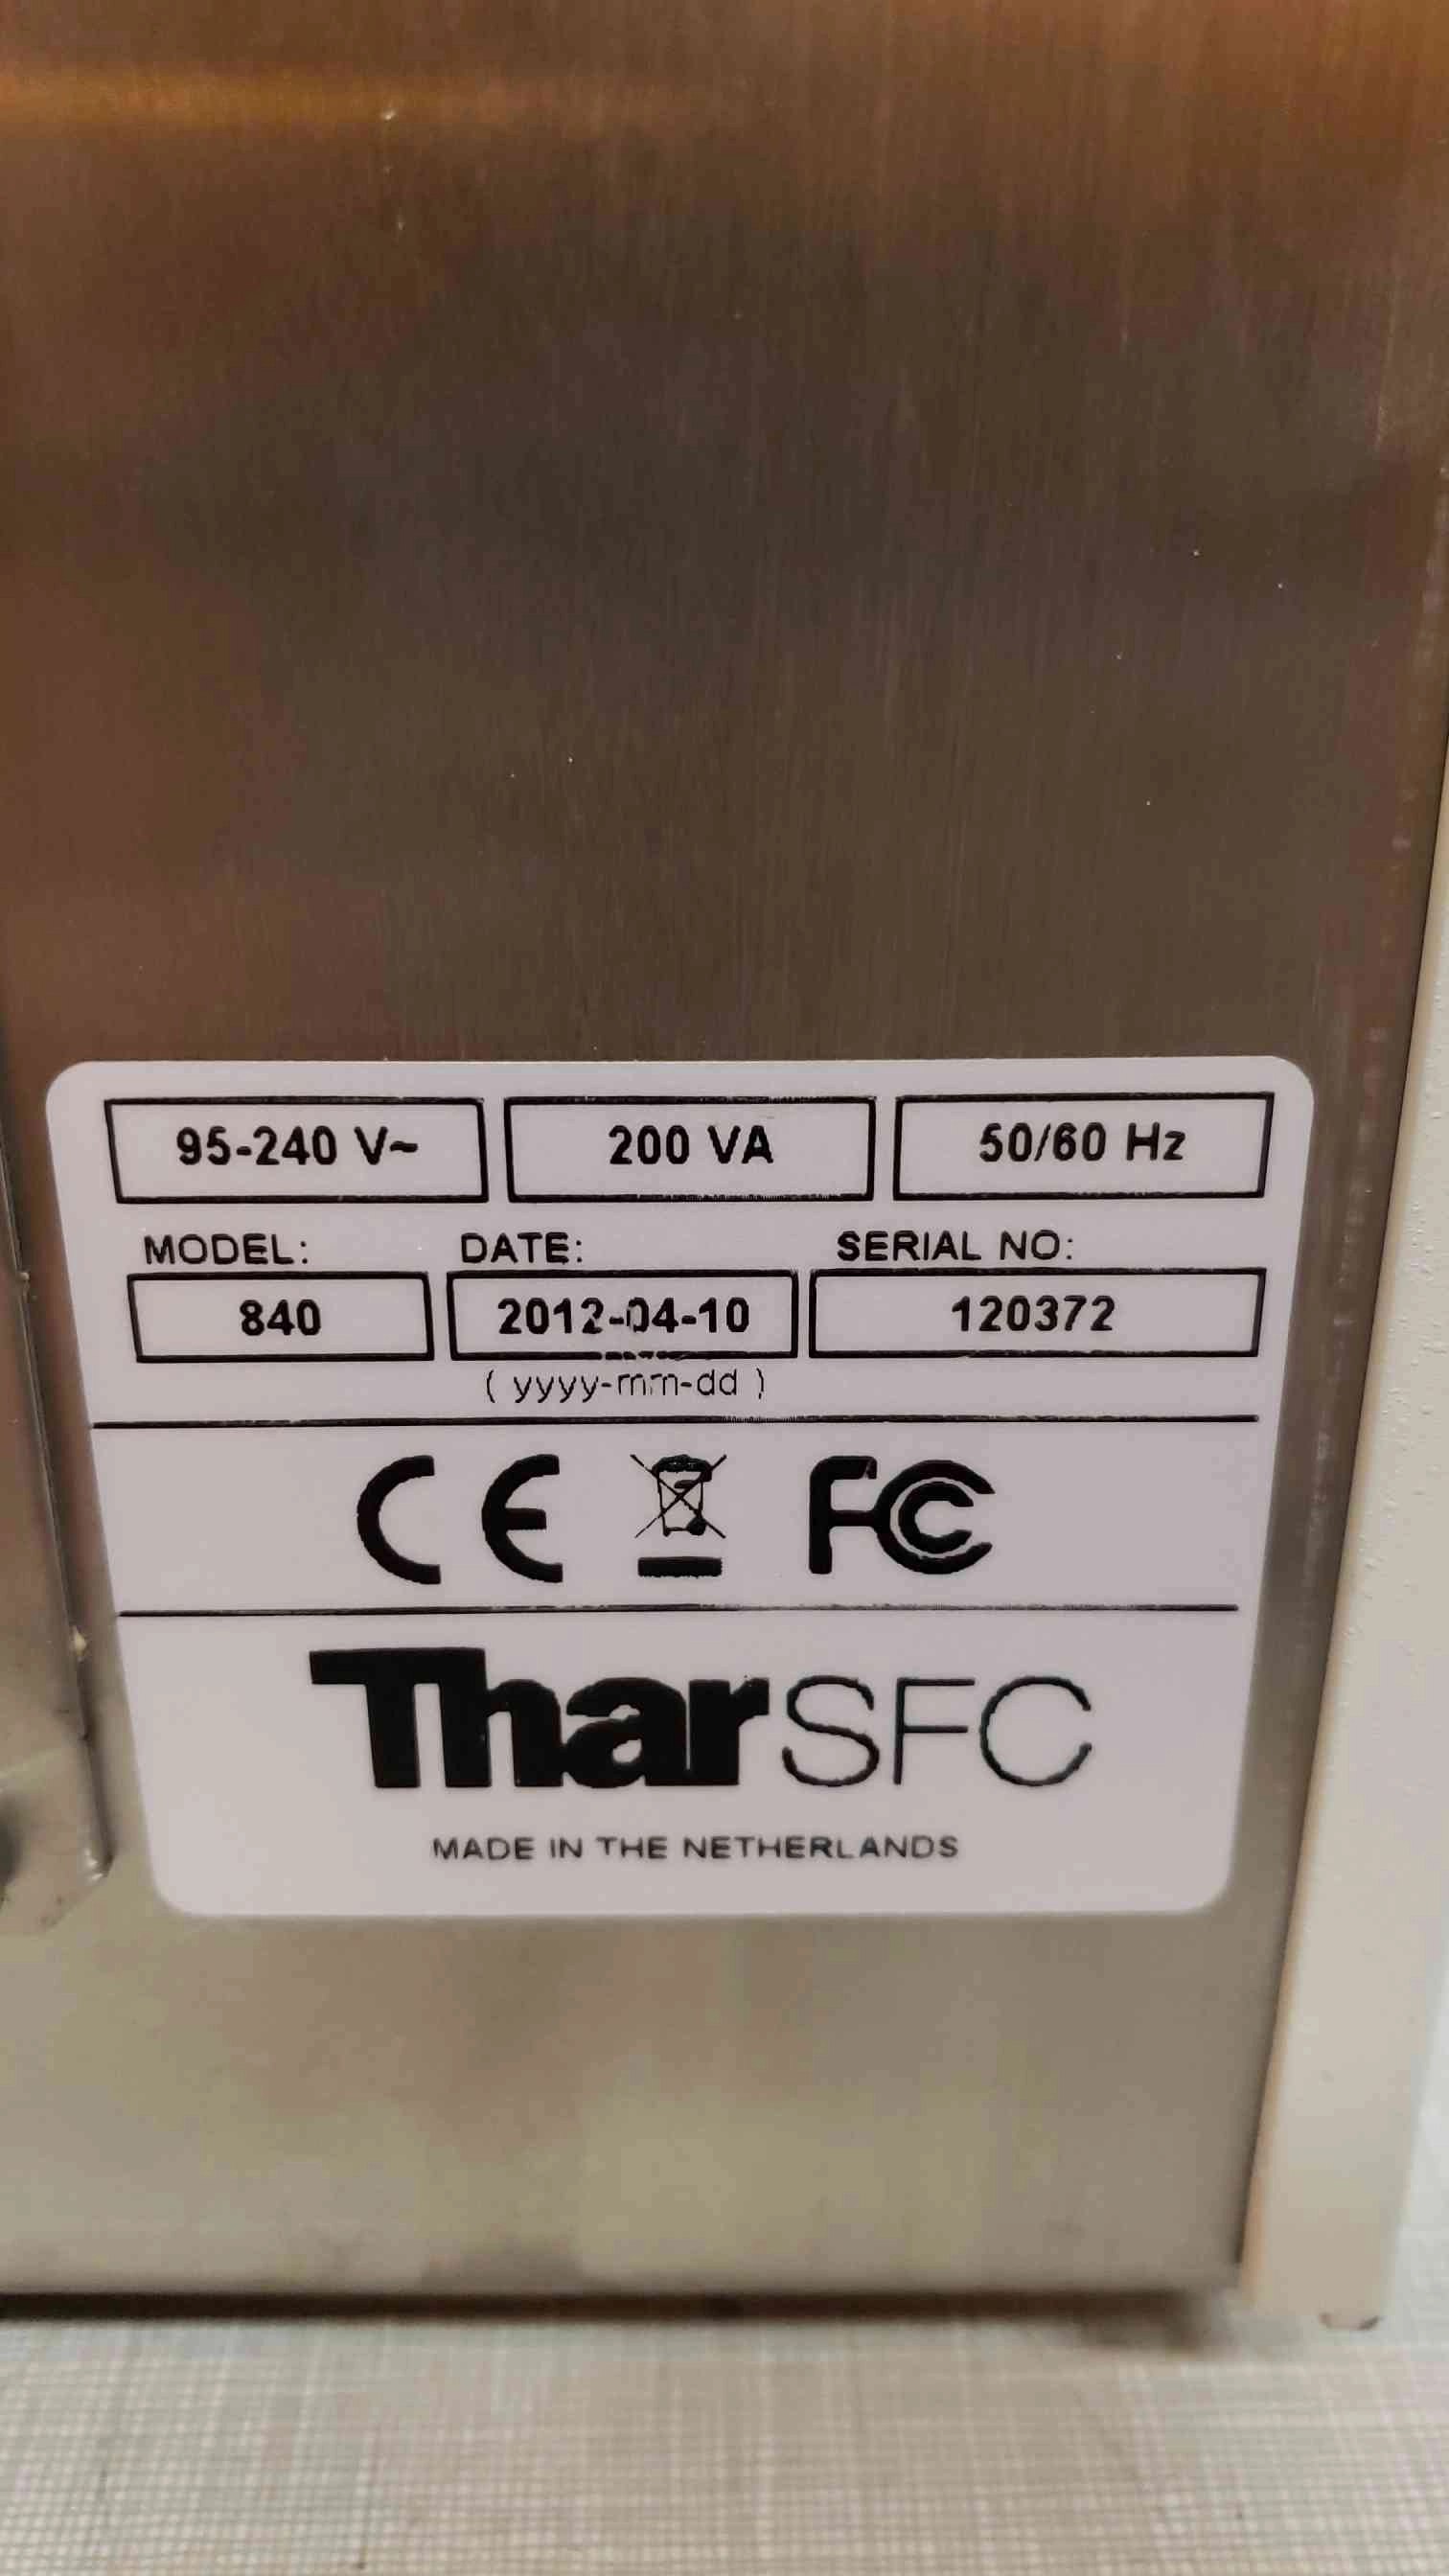 95-240 V~ 200 VA 50/60 Hz
MODEL: DATE: SERIAL NO:
840 2012-04-10 120372
( yyyy-mm-dd )
CE FC
TharSFC
MADE IN THE NETHERLANDS